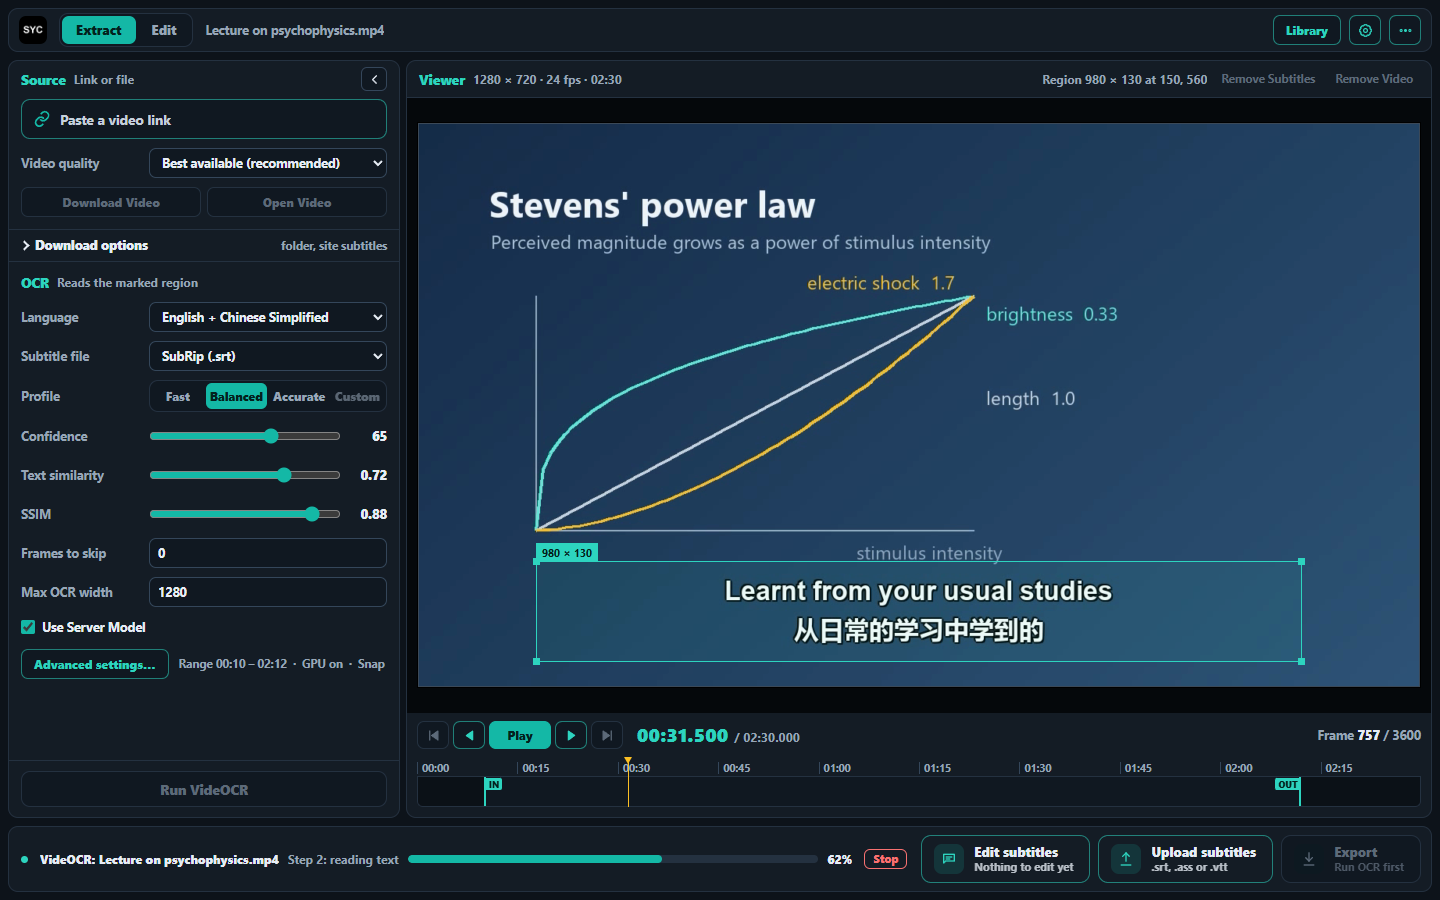 SYC
Extract
Edit
Lecture on psychophysics.mp4
Library
Source Link or file
Paste a video link
Video quality
Best available (recommended)
Download Video
Open Video
Download options
folder, site subtitles
OCR Reads the marked region
Language
English + Chinese Simplified
Subtitle file
SubRip (.srt)
Profile
Fast
Balanced
Accurate
Custom
Confidence
65
Text similarity
0.72
SSIM
0.88
Frames to skip
0
Max OCR width
1280
Use Server Model
Advanced settings...
Range 00:10 – 02:12 · GPU on · Snap
Run VideOCR
Viewer 1280 × 720 · 24 fps · 02:30
Region 980 × 130 at 150, 560
Remove Subtitles
Remove Video
Stevens' power law
Perceived magnitude grows as a power of stimulus intensity
electric shock 1.7
brightness 0.33
length 1.0
stimulus intensity
980 × 130
Learnt from your usual studies
从日常的学习中学到的
Play
00:31.500 / 02:30.000
Frame 757 / 3600
00:00
00:15
00:30
00:45
01:00
01:15
01:30
01:45
02:00
02:15
IN
OUT
VideOCR: Lecture on psychophysics.mp4
Step 2: reading text
62%
Stop
Edit subtitles
Nothing to edit yet
Upload subtitles
.srt, .ass or .vtt
Export
Run OCR first